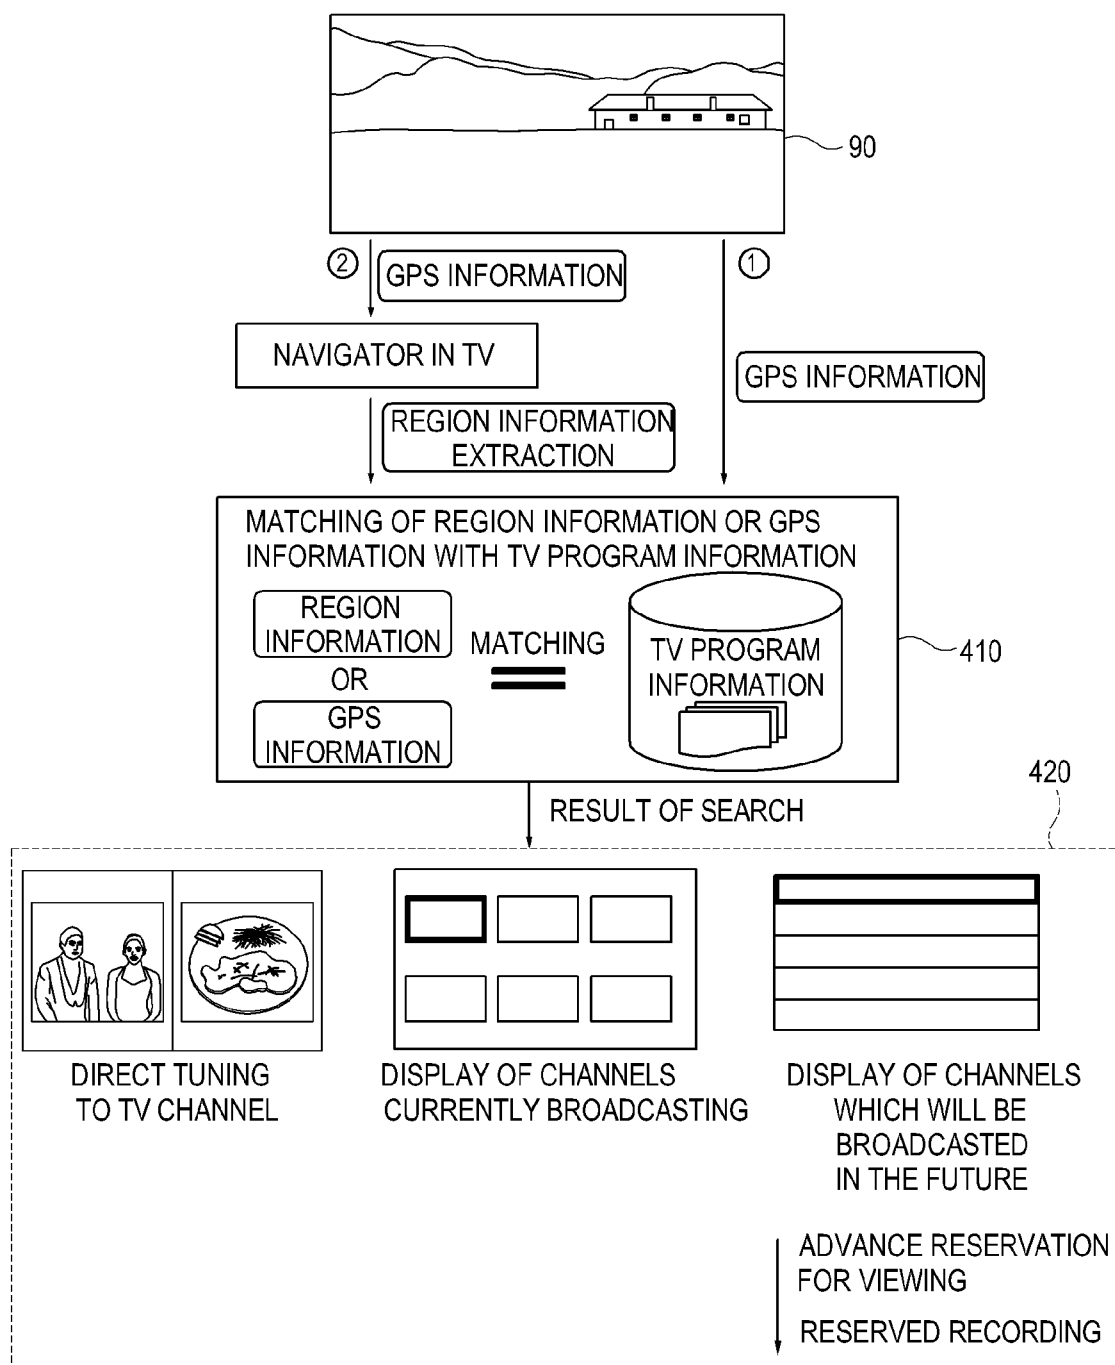 90
② GPS INFORMATION
①
NAVIGATOR IN TV
GPS INFORMATION
REGION INFORMATION
EXTRACTION
MATCHING OF REGION INFORMATION OR GPS
INFORMATION WITH TV PROGRAM INFORMATION
REGION
INFORMATION
OR
GPS
INFORMATION
MATCHING
TV PROGRAM
INFORMATION
410
RESULT OF SEARCH
420
DIRECT TUNING
TO TV CHANNEL
DISPLAY OF CHANNELS
CURRENTLY BROADCASTING
DISPLAY OF CHANNELS
WHICH WILL BE
BROADCASTED
IN THE FUTURE
ADVANCE RESERVATION
FOR VIEWING
RESERVED RECORDING